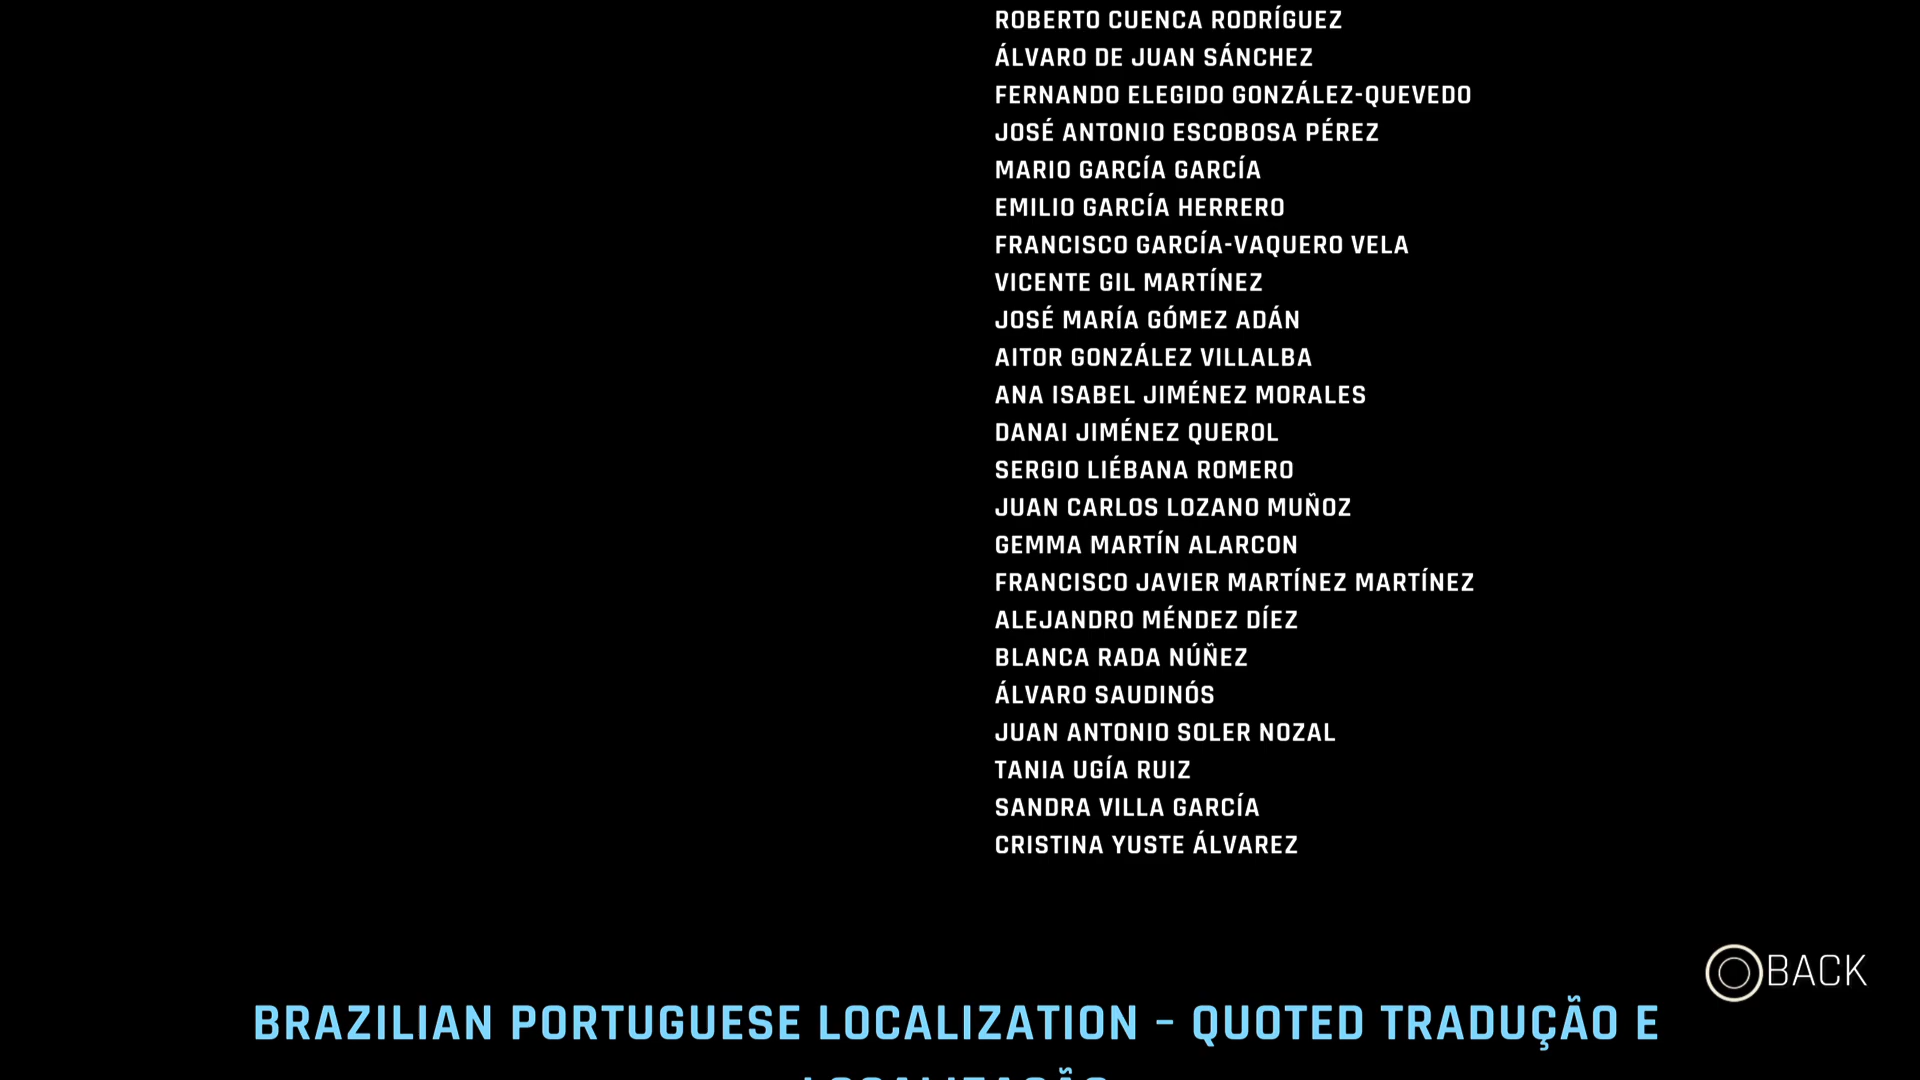 ROBERTO CUENCA RODRÍGUEZ
ÁLVARO DE JUAN SÁNCHEZ
FERNANDO ELEGIDO GONZÁLEZ-QUEVEDO
JOSÉ ANTONIO ESCOBOSA PÉREZ
MARIO GARCÍA GARCÍA
EMILIO GARCÍA HERRERO
FRANCISCO GARCÍA-VAQUERO VELA
VICENTE GIL MARTÍNEZ
JOSÉ MARÍA GÓMEZ ADÁN
AITOR GONZÁLEZ VILLALBA
ANA ISABEL JIMÉNEZ MORALES
DANAI JIMÉNEZ QUEROL
SERGIO LIÉBANA ROMERO
JUAN CARLOS LOZANO MUÑOZ
GEMMA MARTÍN ALARCON
FRANCISCO JAVIER MARTÍNEZ MARTÍNEZ
ALEJANDRO MÉNDEZ DÍEZ
BLANCA RADA NÚÑEZ
ÁLVARO SAUDINÓS
JUAN ANTONIO SOLER NOZAL
TANIA UGÍA RUIZ
SANDRA VILLA GARCÍA
CRISTINA YUSTE ÁLVAREZ
BACK
BRAZILIAN PORTUGUESE LOCALIZATION – QUOTED TRADUÇÃO E